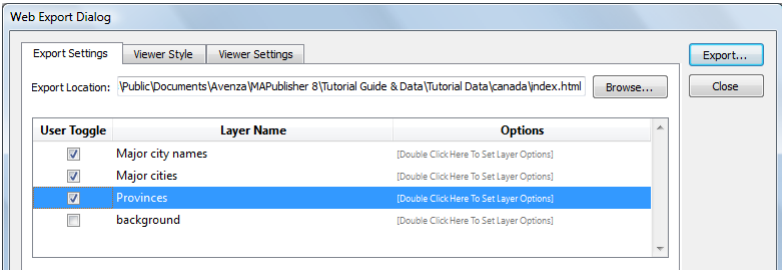 Web Export Dialog
Export Settings Viewer Style Viewer Settings Export...
Export Location: \Public\Documents\Avenza\MAPublisher 8\Tutorial Guide & Data\Tutorial Data\canada\index.html Browse... Close
User Toggle Layer Name Options
Major city names [Double Click Here To Set Layer Options]
Major cities [Double Click Here To Set Layer Options]
Provinces [Double Click Here To Set Layer Options]
background [Double Click Here To Set Layer Options]